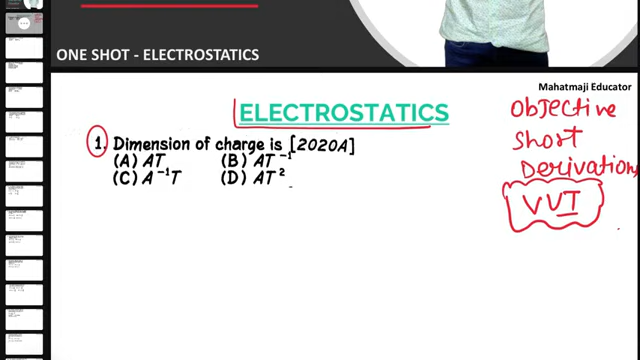 ONE SHOT - ELECTROSTATICS
Mahatmaji Educator
ELECTROSTATICS
1. Dimension of charge is [2020A]
(A) AT (B) AT⁻¹
(C) A⁻¹T (D) AT²
Objective
Short
Derivations
VVI